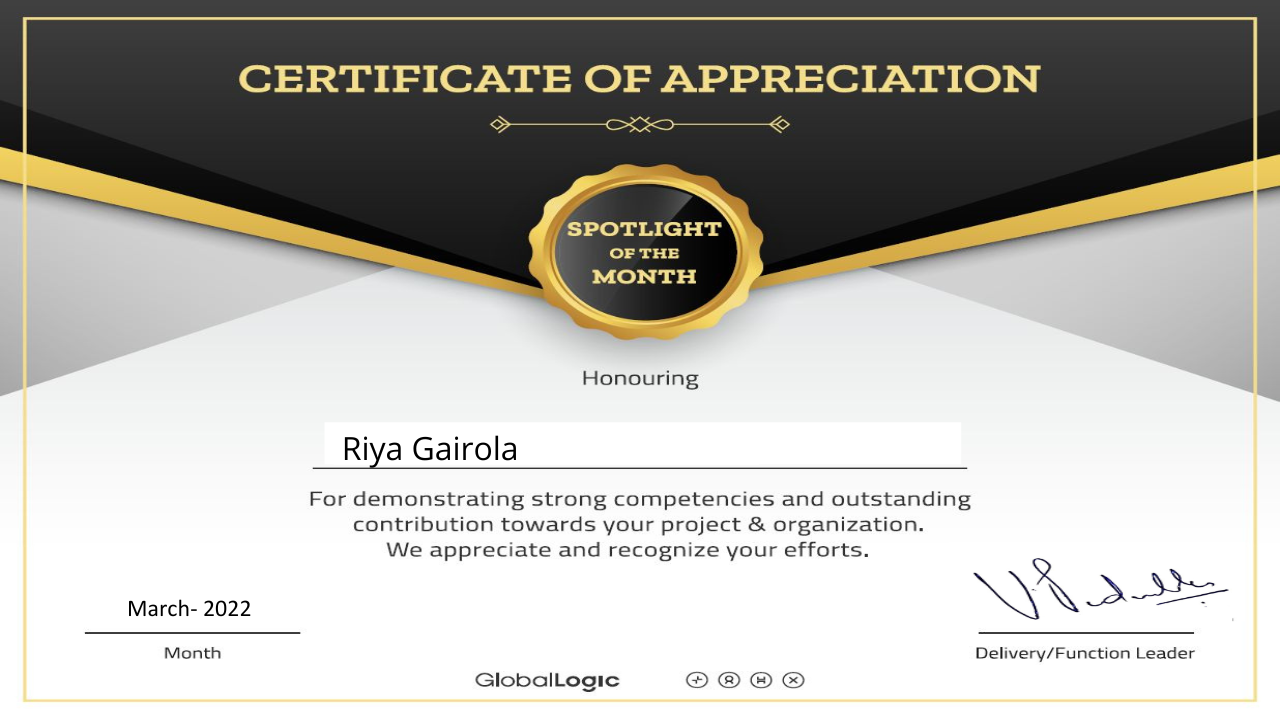 CERTIFICATE OF APPRECIATION
SPOTLIGHT
OF THE
MONTH
Honouring
Riya Gairola
For demonstrating strong competencies and outstanding
contribution towards your project & organization.
We appreciate and recognize your efforts.
March- 2022
Month
Delivery/Function Leader
GlobalLogic